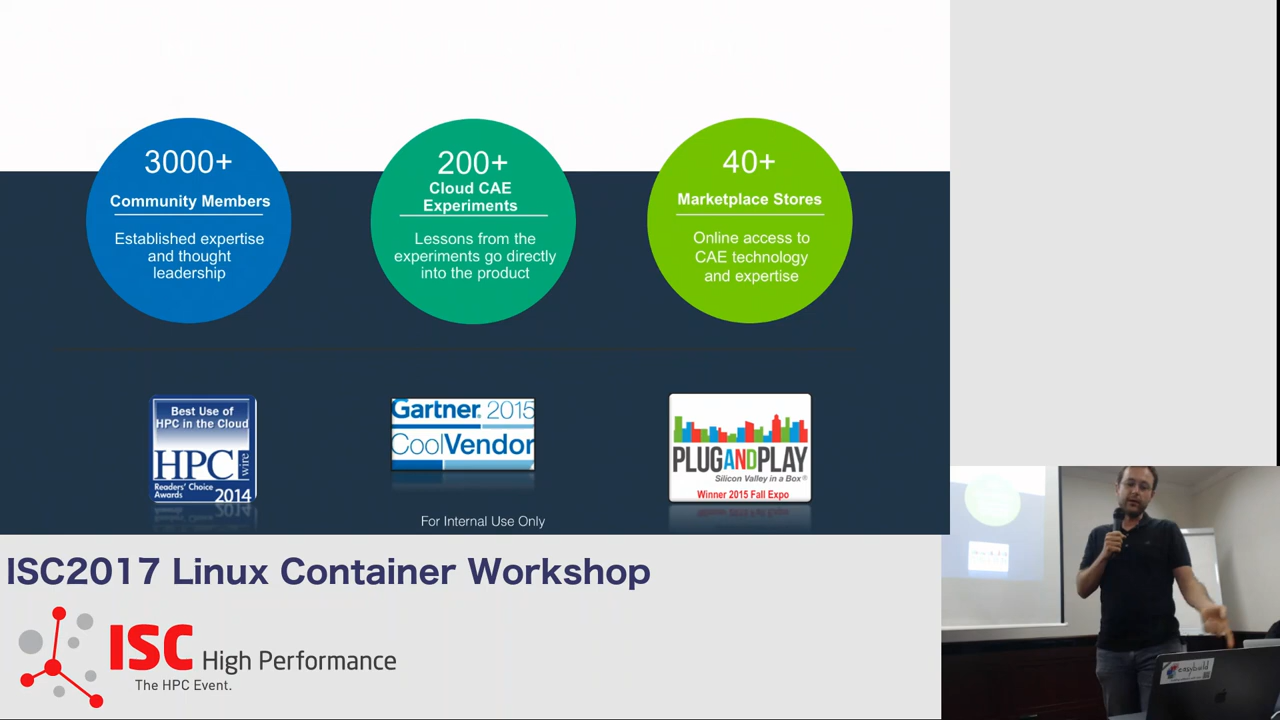 3000+
Community Members
Established expertise
and thought
leadership
200+
Cloud CAE
Experiments
Lessons from the
experiments go directly
into the product
40+
Marketplace Stores
Online access to
CAE technology
and expertise
Best Use of
HPC in the Cloud
HPC wire
Readers' Choice
Awards 2014
Gartner. 2015
CoolVendor
PLUGANDPLAY
Silicon Valley in a Box®
Winner 2015 Fall Expo
For Internal Use Only
ISC2017 Linux Container Workshop
ISC High Performance
The HPC Event.
easybuild